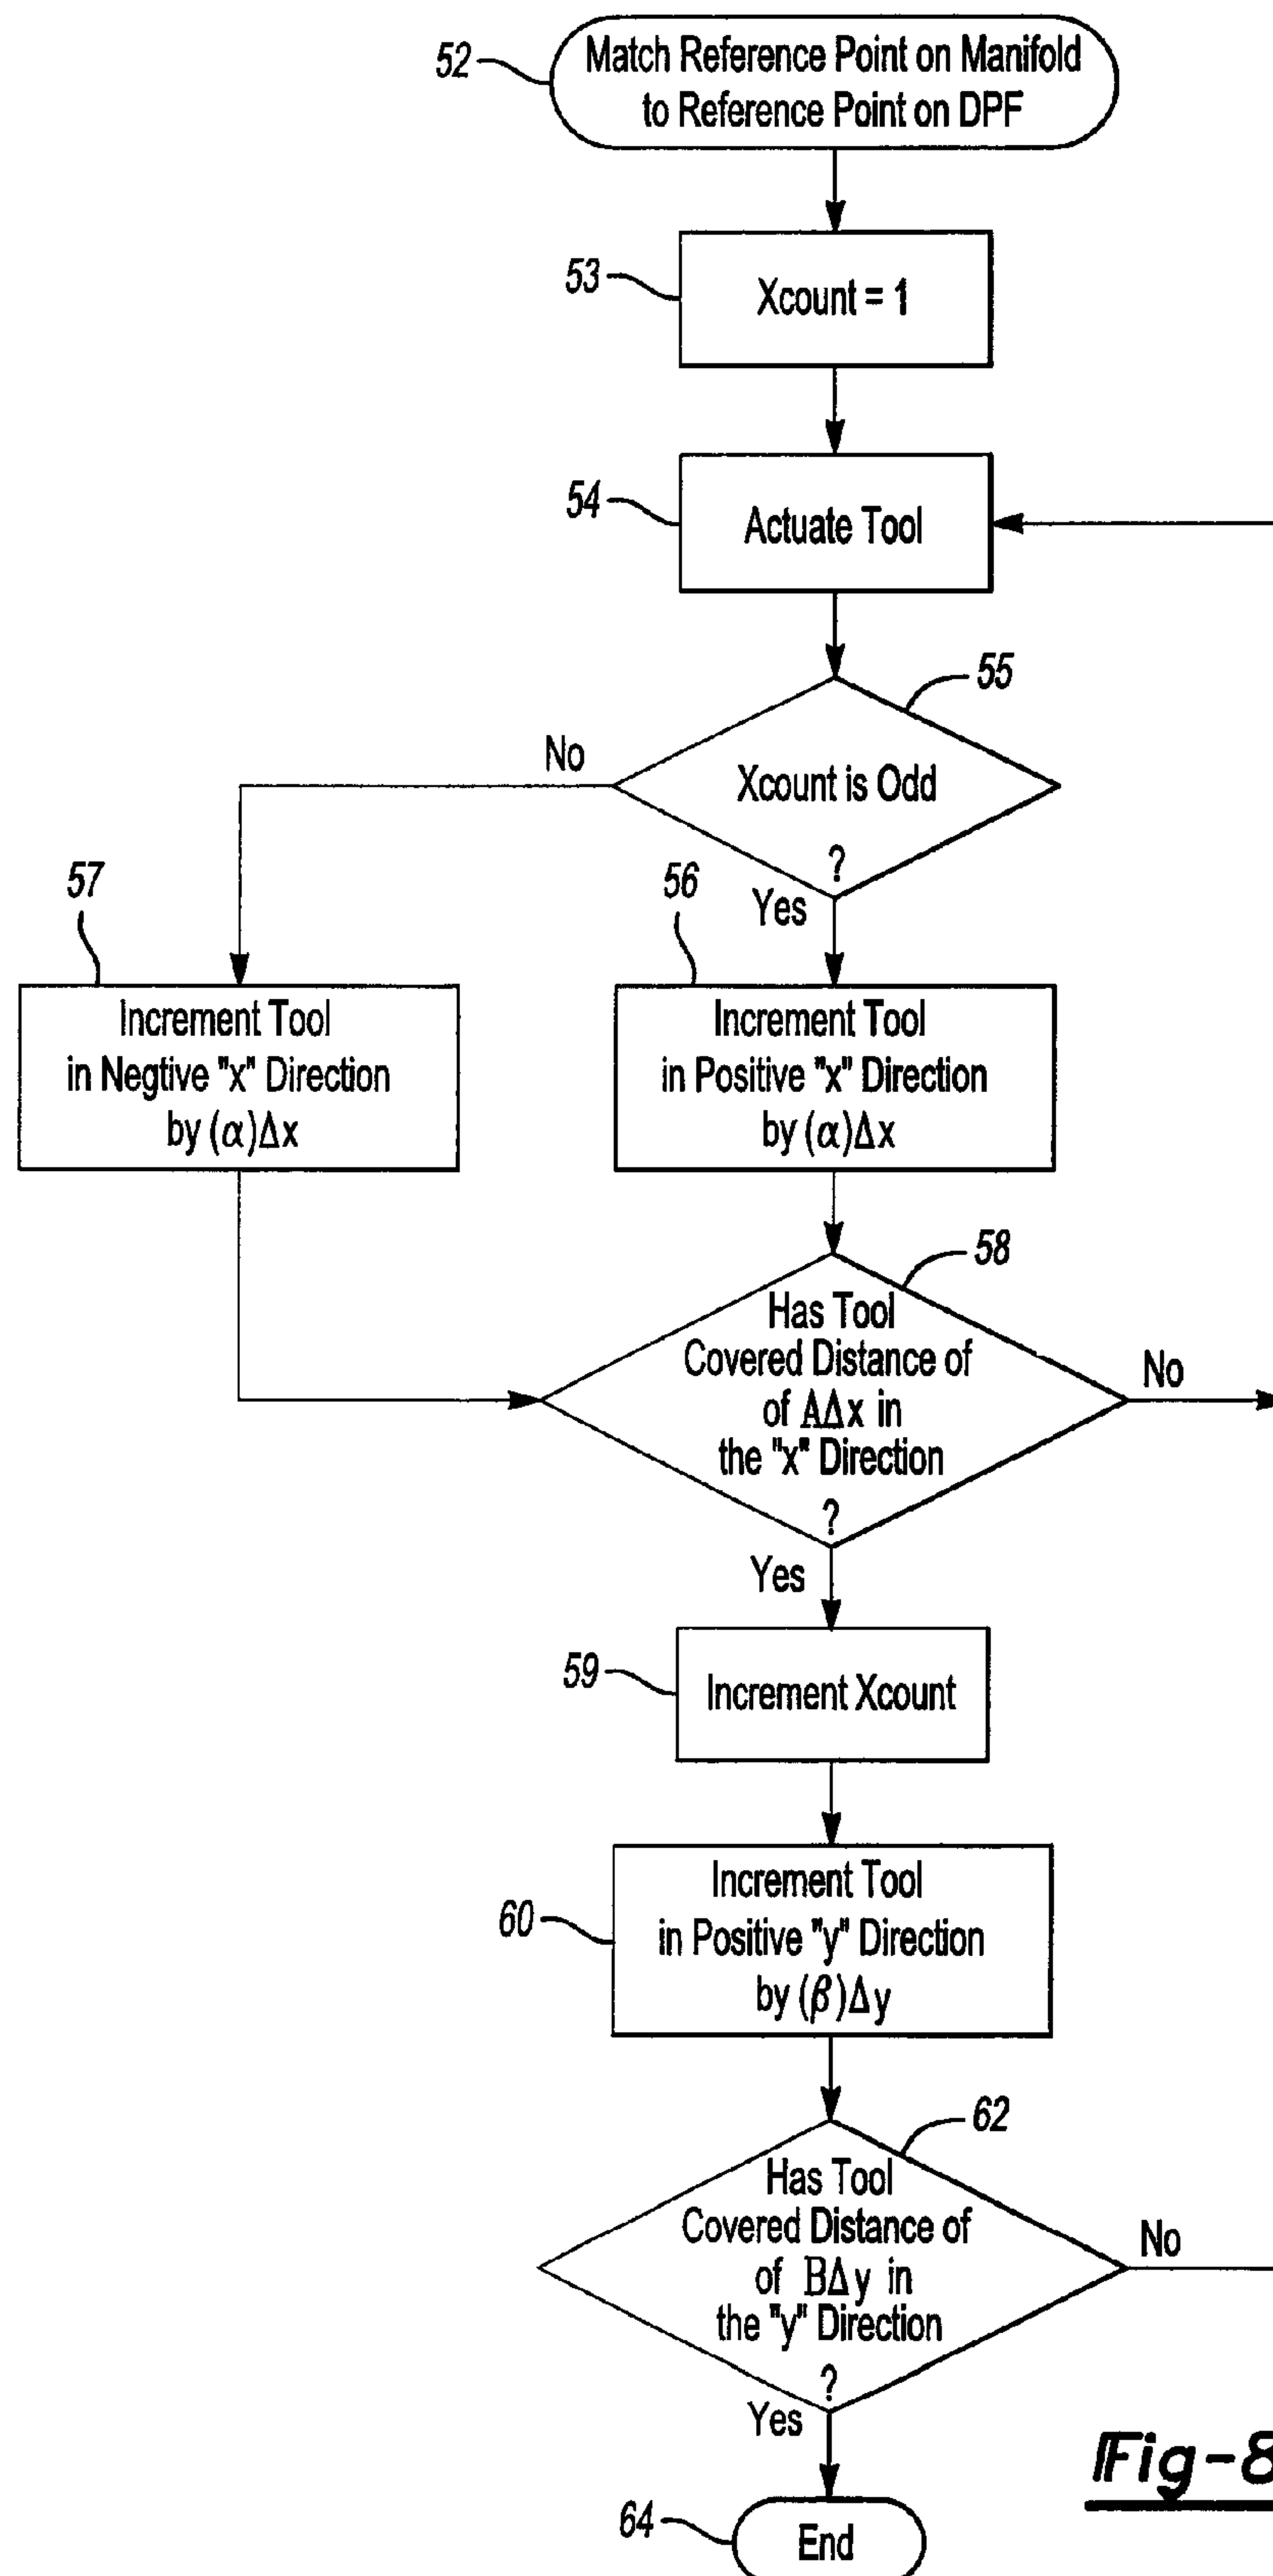 52
Match Reference Point on Manifold
to Reference Point on DPF
53
Xcount = 1
54
Actuate Tool
55
No
Xcount is Odd
?
Yes
57
56
Increment Tool
in Negtive "x" Direction
by (α)Δx
Increment Tool
in Positive "x" Direction
by (α)Δx
58
Has Tool
Covered Distance of
of AΔx in
the "x" Direction
?
No
Yes
59
Increment Xcount
60
Increment Tool
in Positive "y" Direction
by (β)Δy
62
Has Tool
Covered Distance of
of BΔy in
the "y" Direction
?
No
Yes
Fig-8
64
End